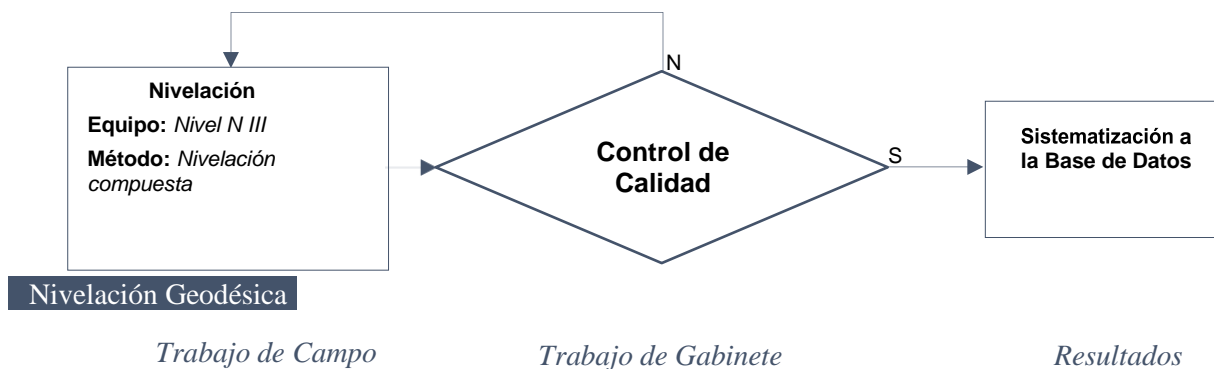 N
Nivelación
Equipo: Nivel N III
Método: Nivelación
compuesta
Control de
Calidad
S
Sistematización a
la Base de Datos
Nivelación Geodésica
Trabajo de Campo
Trabajo de Gabinete
Resultados